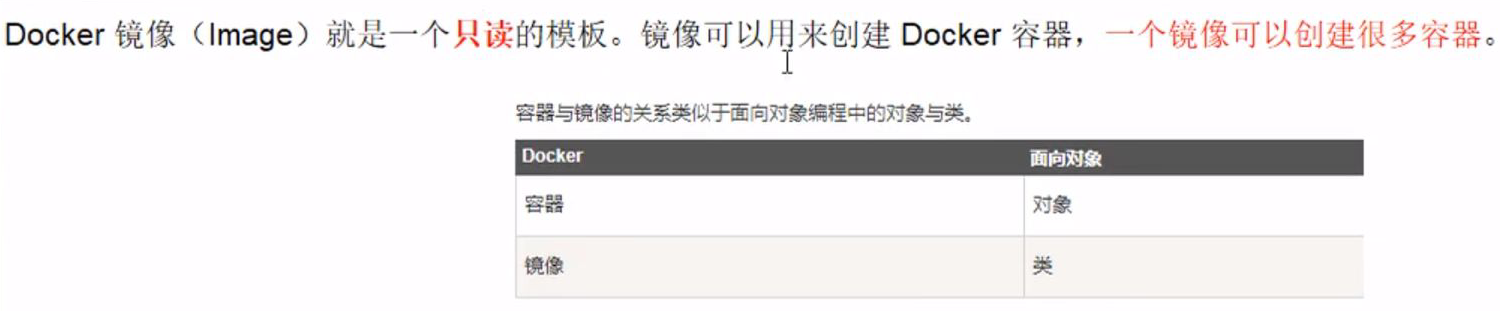 Docker 镜像（Image）就是一个只读的模板。镜像可以用来创建 Docker 容器，一个镜像可以创建很多容器。
容器与镜像的关系类似于面向对象编程中的对象与类。
Docker 面向对象
容器 对象
镜像 类